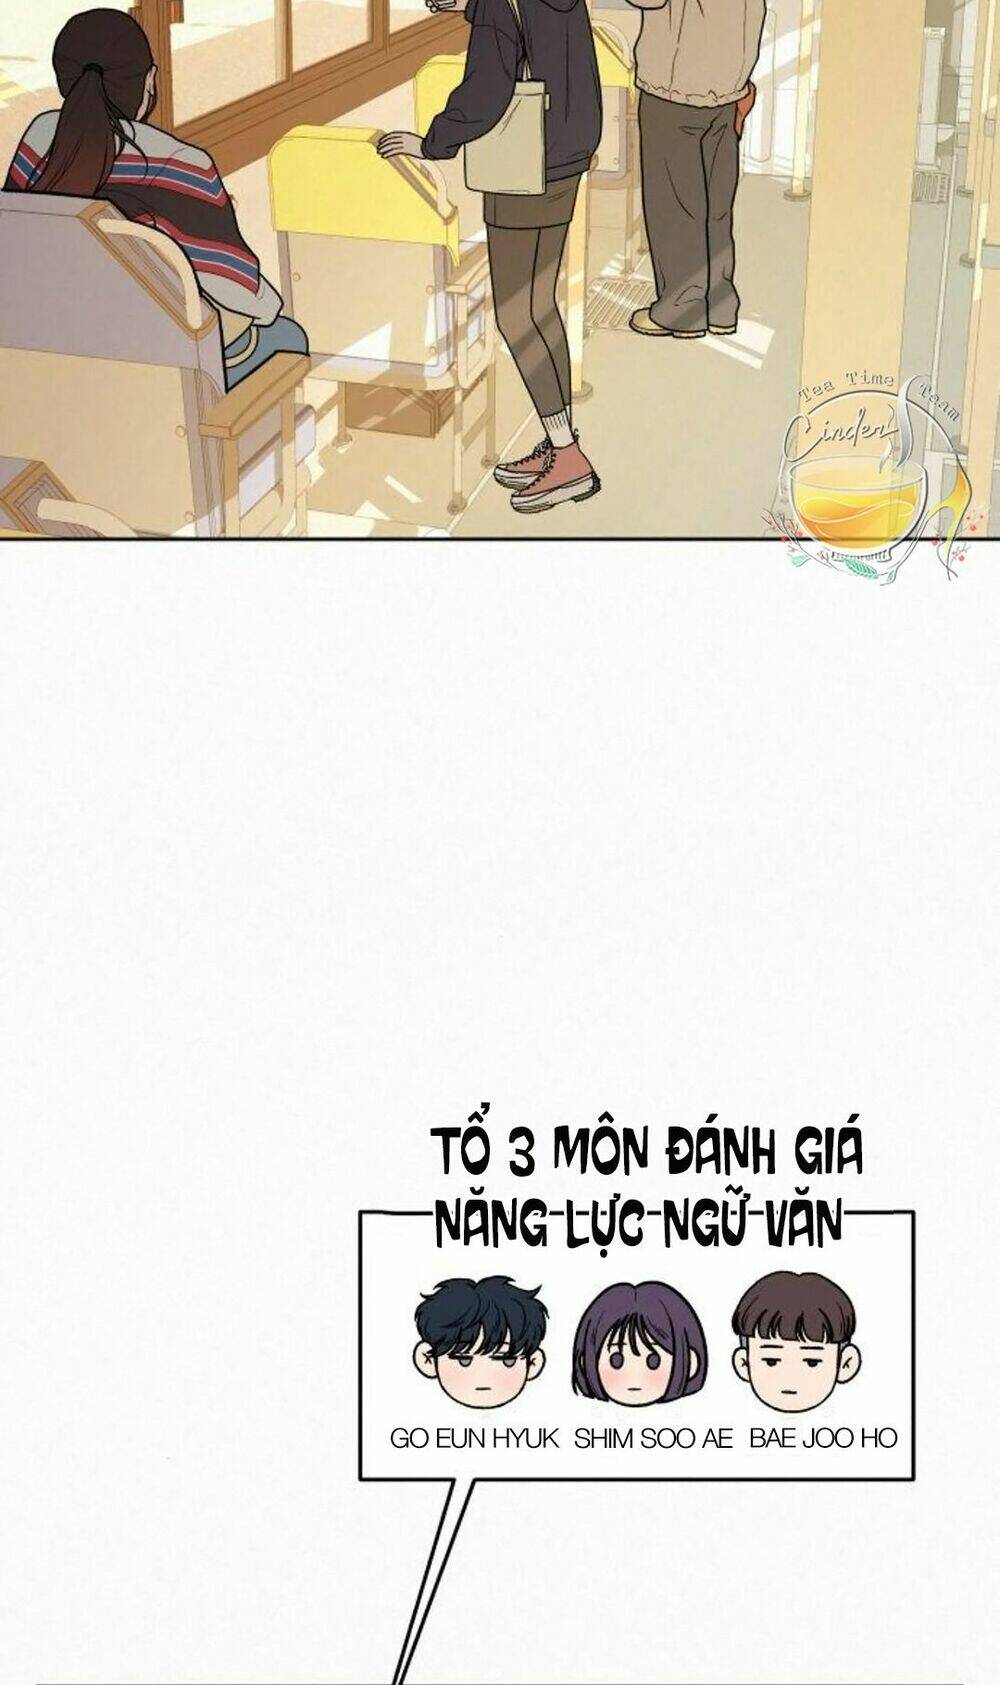 Tea Time Team
Cinder
TỔ 3 MÔN ĐÁNH GIÁ
NĂNG LỰC NGỮ VĂN
GO EUN HYUK SHIM SOO AE BAE JOO HO